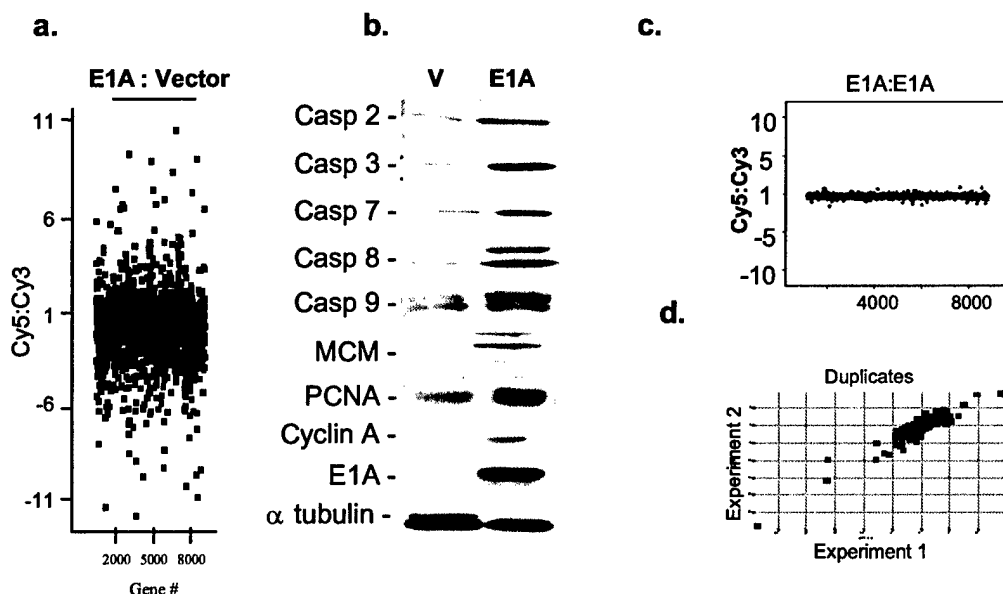 a.
E1A : Vector
11
6
1
-6
-11
Cy5:Cy3
2000 5000 8000
Gene #
b.
V E1A
Casp 2 -
Casp 3 -
Casp 7 -
Casp 8 -
Casp 9 -
MCM -
PCNA -
Cyclin A -
E1A -
α tubulin -
c.
E1A:E1A
10
5
1
-5
-10
Cy5:Cy3
4000 8000
d.
Duplicates
Experiment 2
Experiment 1